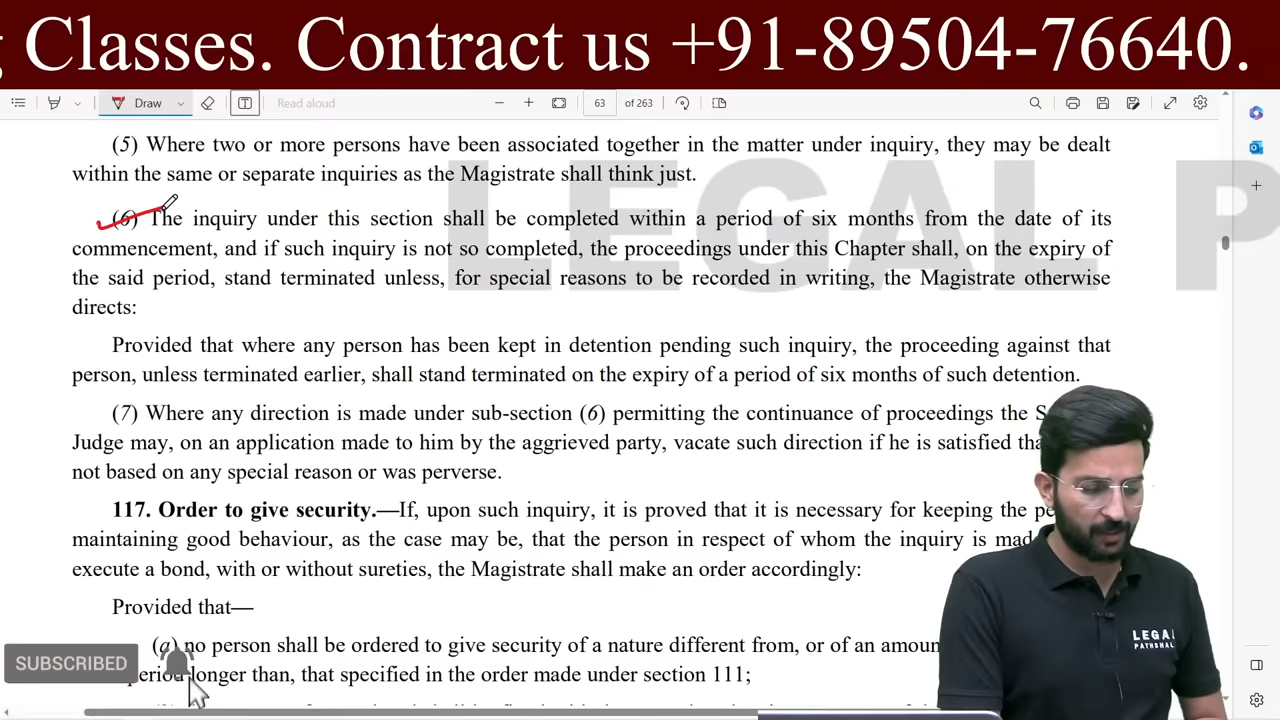 Classes. Contract us +91-89504-76640.
Draw
Read aloud
63 of 263
(5) Where two or more persons have been associated together in the matter under inquiry, they may be dealt
within the same or separate inquiries as the Magistrate shall think just.
(6) The inquiry under this section shall be completed within a period of six months from the date of its
commencement, and if such inquiry is not so completed, the proceedings under this Chapter shall, on the expiry of
the said period, stand terminated unless, for special reasons to be recorded in writing, the Magistrate otherwise
directs:
Provided that where any person has been kept in detention pending such inquiry, the proceeding against that
person, unless terminated earlier, shall stand terminated on the expiry of a period of six months of such detention.
(7) Where any direction is made under sub-section (6) permitting the continuance of proceedings the
Judge may, on an application made to him by the aggrieved party, vacate such direction if he is satisfied
not based on any special reason or was perverse.
117. Order to give security.—If, upon such inquiry, it is proved that it is necessary for keeping the
maintaining good behaviour, as the case may be, that the person in respect of whom the inquiry is
execute a bond, with or without sureties, the Magistrate shall make an order accordingly:
Provided that—
(a) no person shall be ordered to give security of a nature different from, or of an
period longer than, that specified in the order made under section 111;
LEGAL P
SUBSCRIBED
LEGAL
PATHSHALA